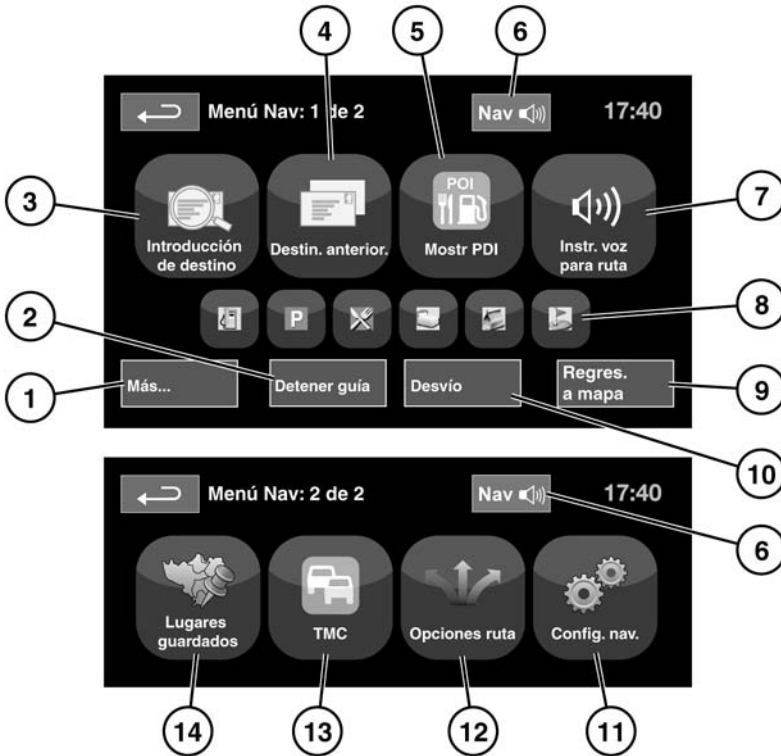 4
5
6
Menú Nav: 1 de 2
Nav
17:40
3
POI
7
Introducción
de destino
Destin. anterior.
Mostr PDI
Instr. voz
para ruta
2
P
8
1
Más...
Detener guía
Desvío
Regres.
a mapa
9
10
Menú Nav: 2 de 2
Nav
17:40
6
Lugares
guardados
TMC
Opciones ruta
Config. nav.
14
13
12
11